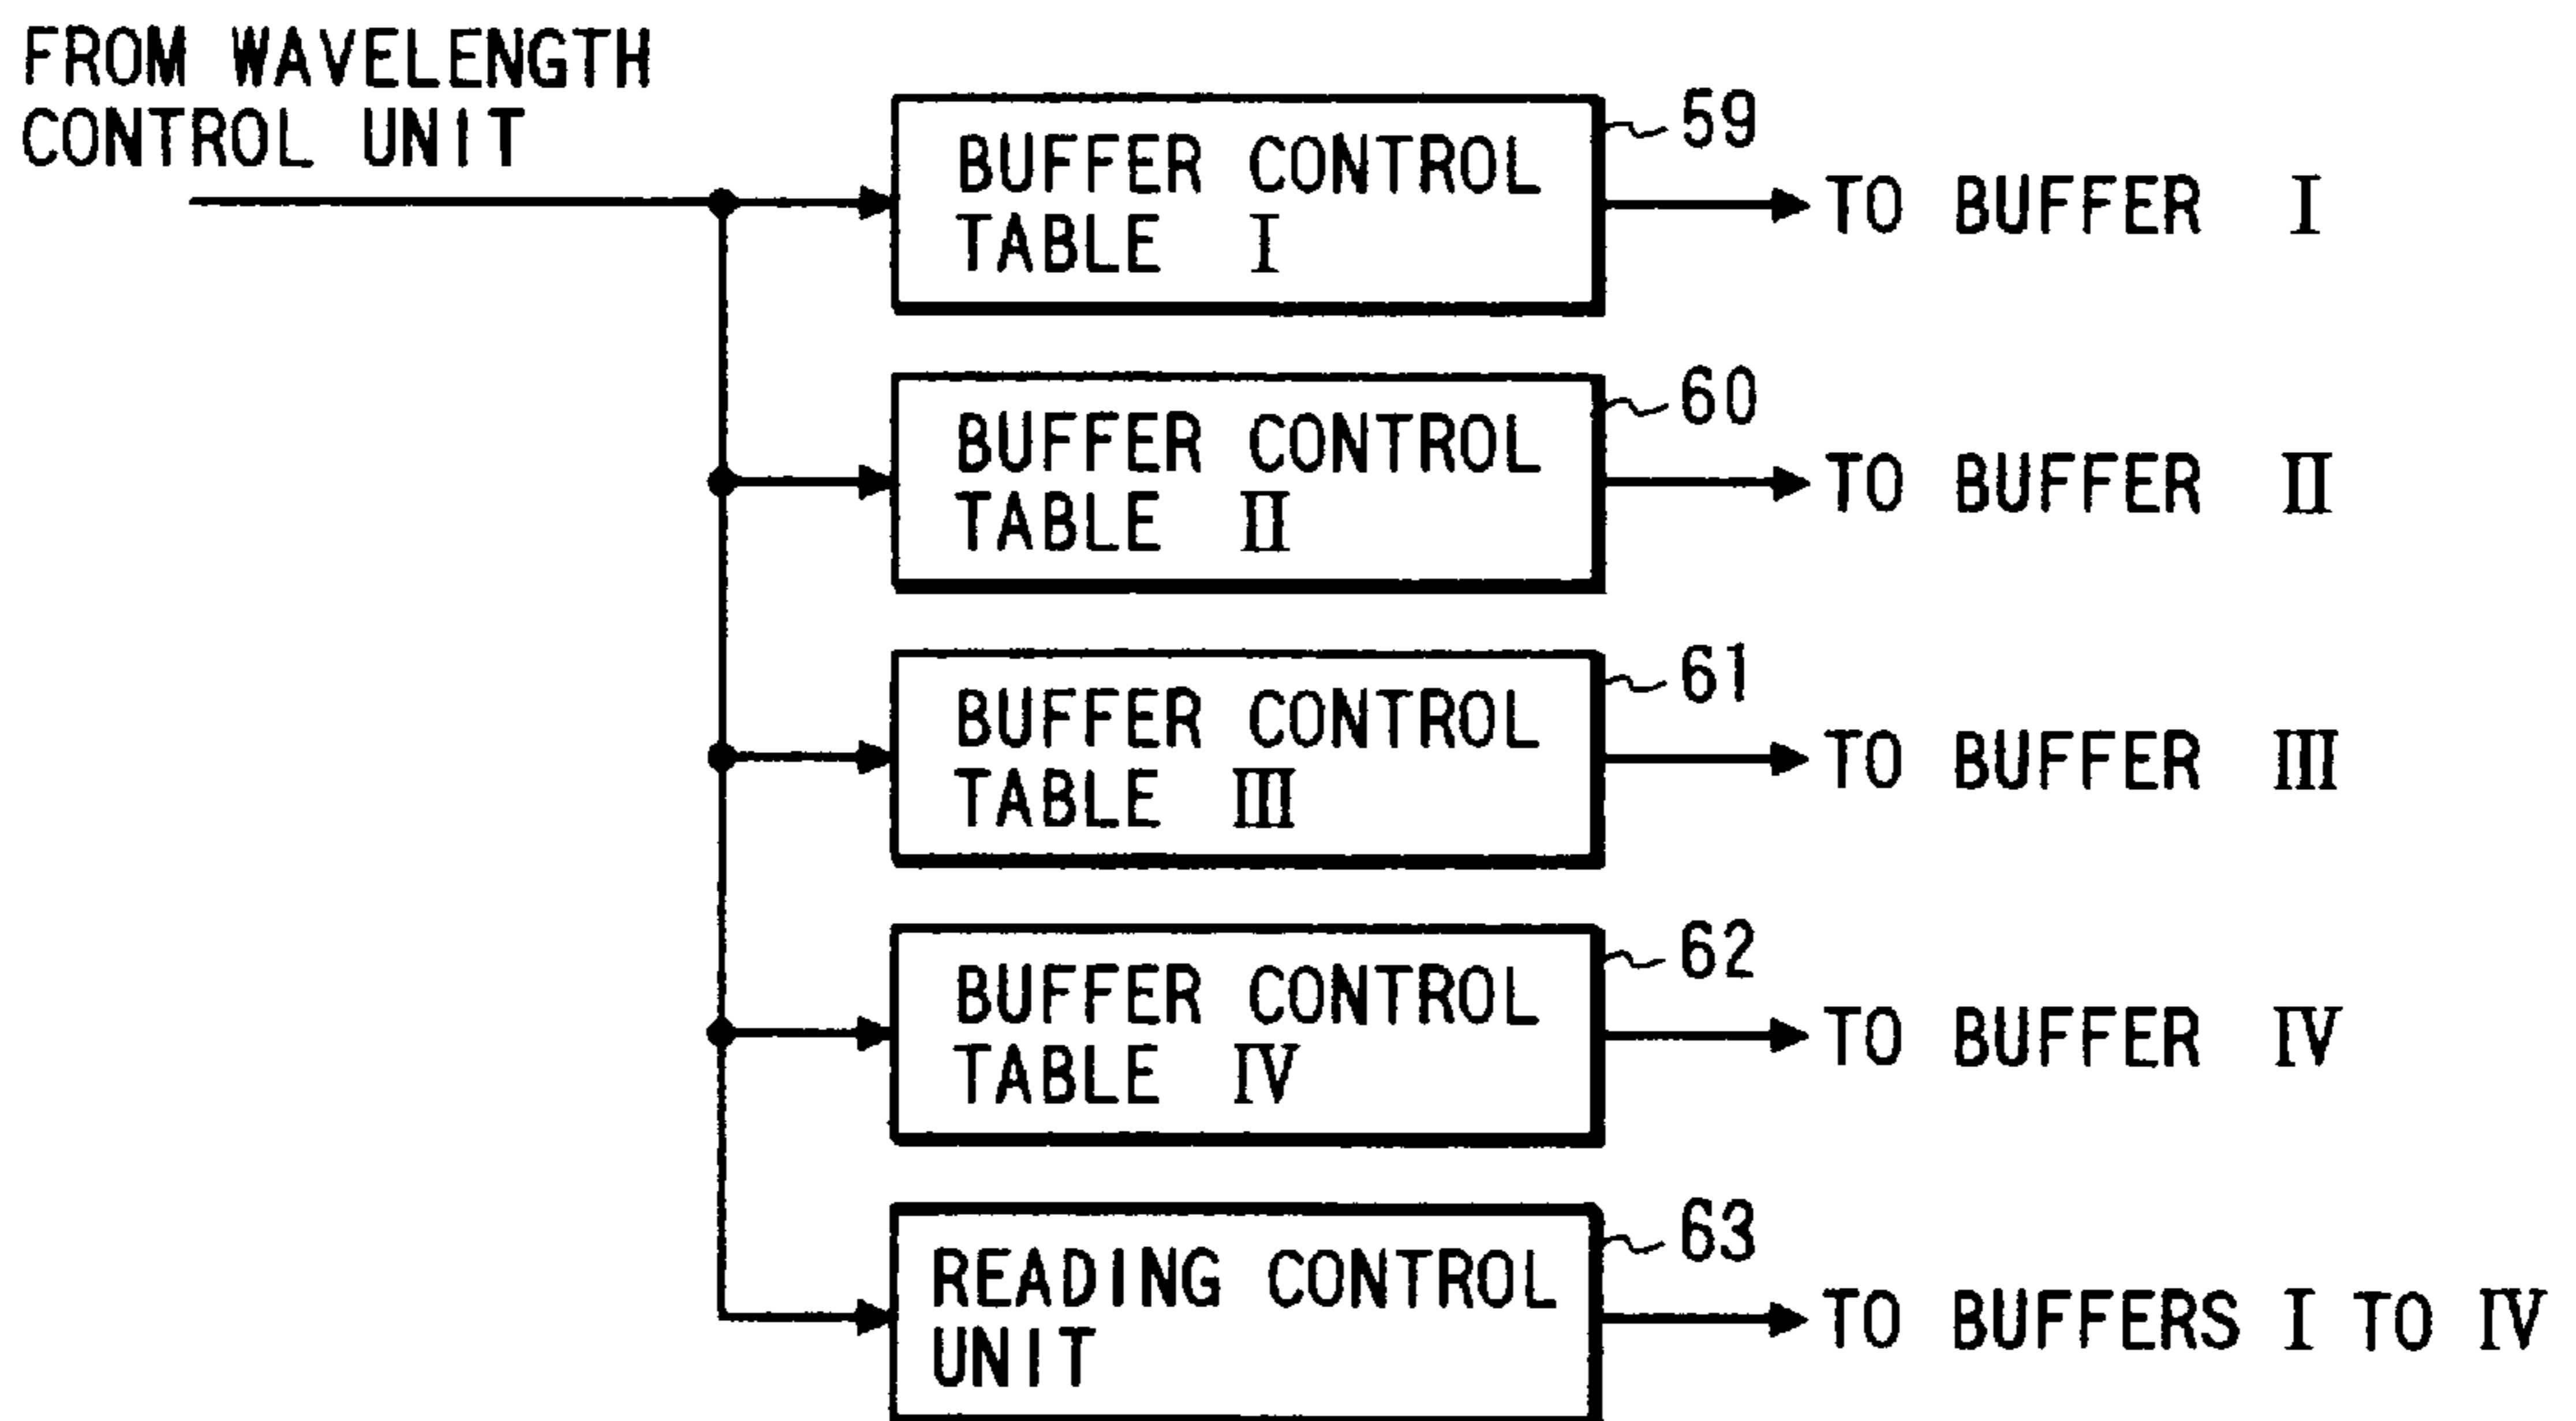 FROM WAVELENGTH
CONTROL UNIT
BUFFER CONTROL
TABLE I
59
TO BUFFER I
BUFFER CONTROL
TABLE II
60
TO BUFFER II
BUFFER CONTROL
TABLE III
61
TO BUFFER III
BUFFER CONTROL
TABLE IV
62
TO BUFFER IV
READING CONTROL
UNIT
63
TO BUFFERS I TO IV